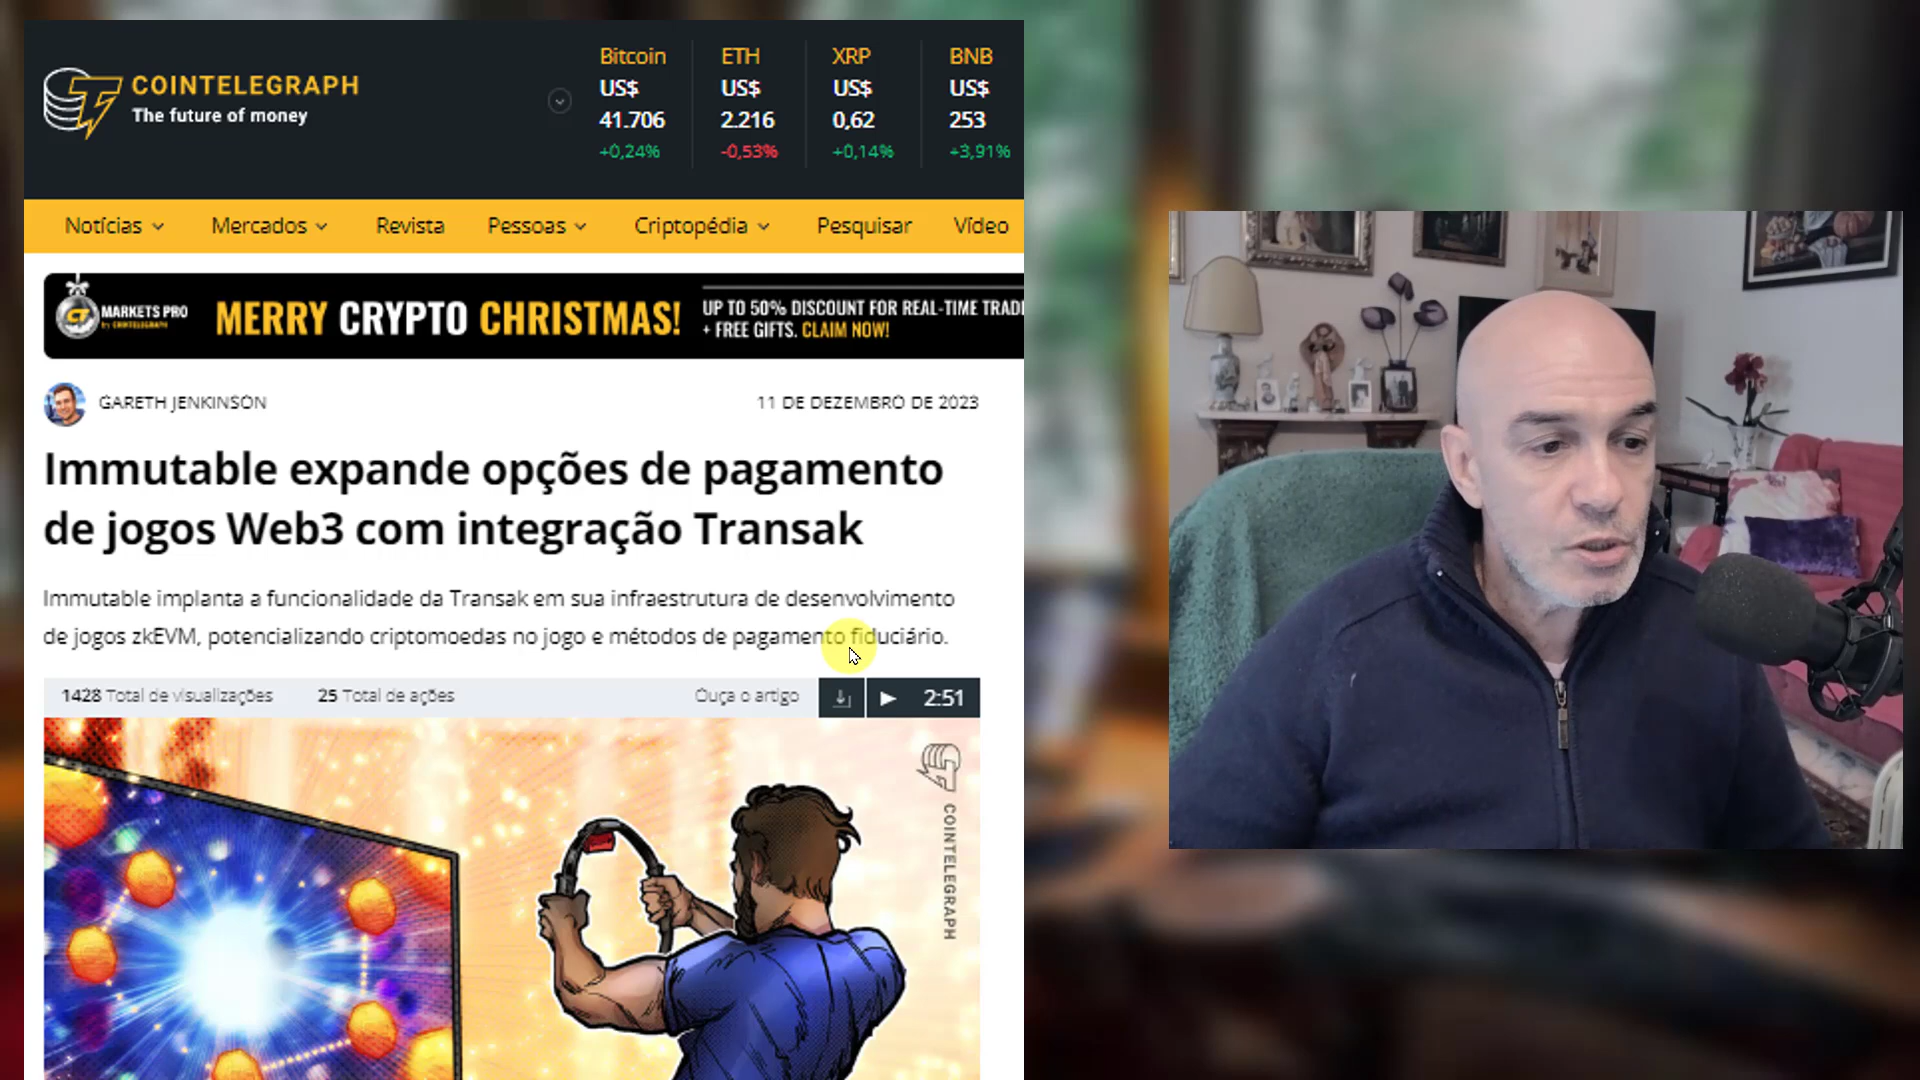 COINTELEGRAPH
The future of money
Bitcoin
US$
41.706
+0,24%
ETH
US$
2.216
-0,53%
XRP
US$
0,62
+0,14%
BNB
US$
253
+3,91%
Notícias
Mercados
Revista
Pessoas
Criptopédia
Pesquisar
Vídeo
MARKETS PRO
by COINTELEGRAPH
MERRY CRYPTO CHRISTMAS!
UP TO 50% DISCOUNT FOR REAL-TIME TRADI
+ FREE GIFTS. CLAIM NOW!
GARETH JENKINSON
11 DE DEZEMBRO DE 2023
Immutable expande opções de pagamento
de jogos Web3 com integração Transak
Immutable implanta a funcionalidade da Transak em sua infraestrutura de desenvolvimento
de jogos zkEVM, potencializando criptomoedas no jogo e métodos de pagamento fiduciário.
1428 Total de visualizações
25 Total de ações
Ouça o artigo
2:51
COINTELEGRAPH